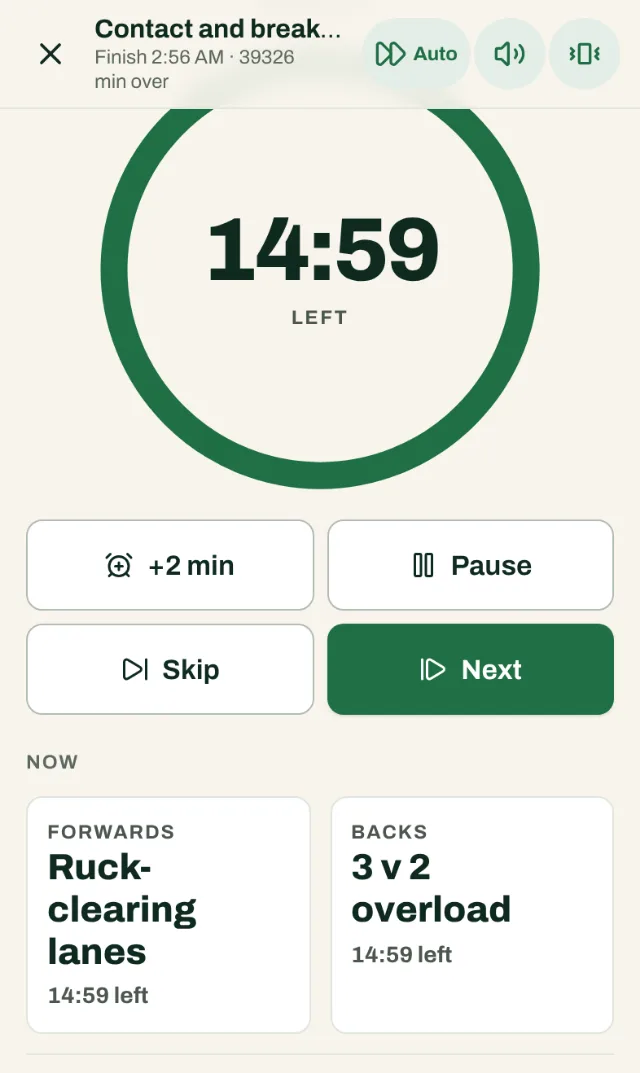 Contact and break…
Finish 2:56 AM · 39326
min over
Auto
14:59
LEFT
+2 min
Pause
Skip
Next
NOW
FORWARDS
Ruck-
clearing
lanes
14:59 left
BACKS
3 v 2
overload
14:59 left